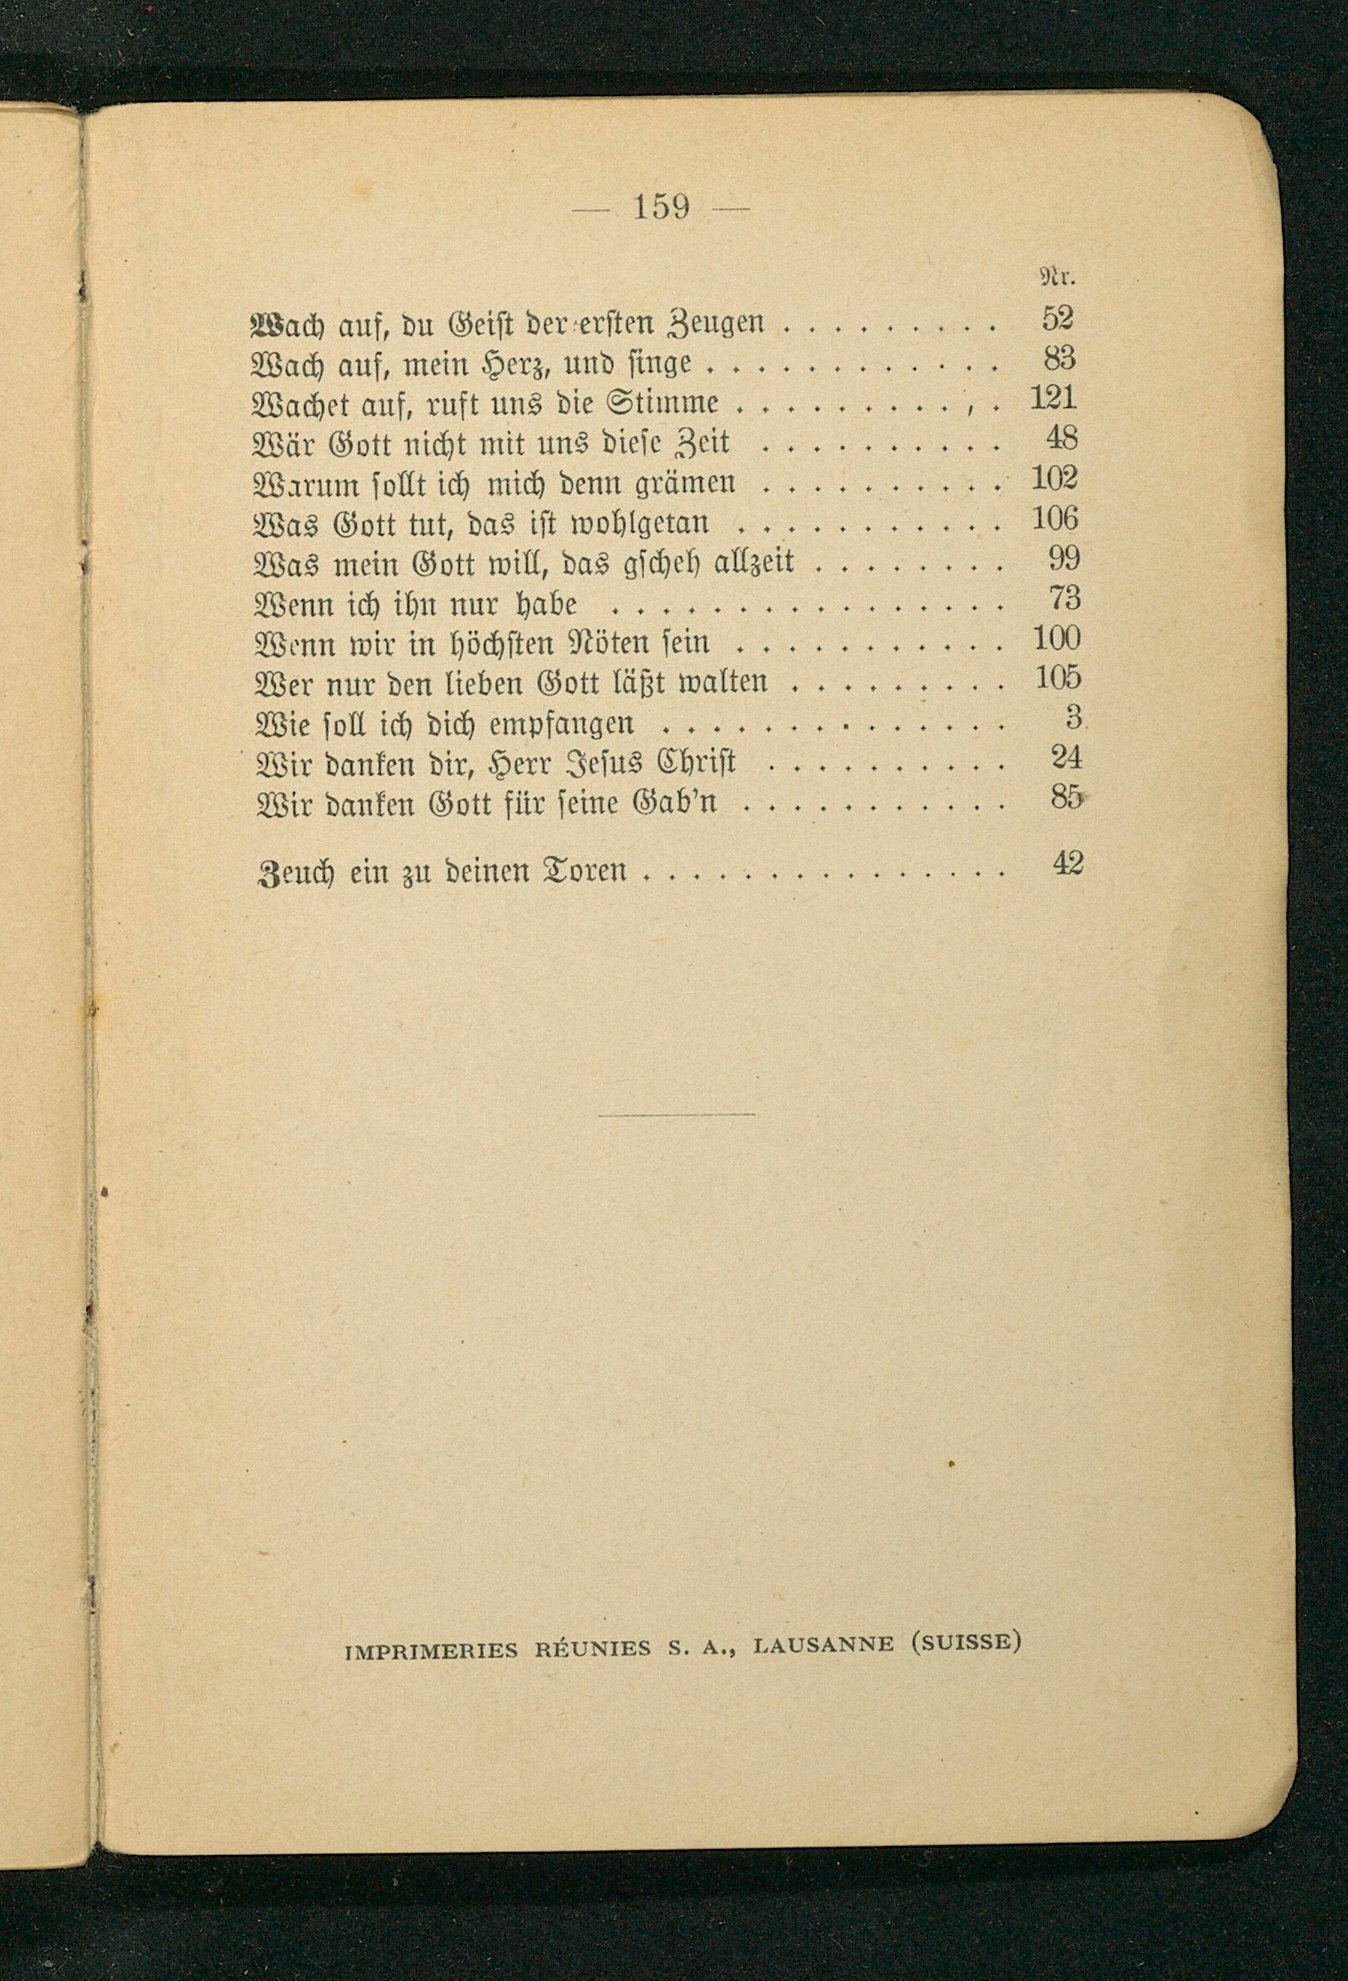 — 159 —
Nr.
Wach auf, du Geist der ersten Zeugen . . . . . . . . . 52
Wach auf, mein Herz, und singe . . . . . . . . . . . . 83
Wachet auf, ruft uns die Stimme . . . . . . . . . , . 121
Wär Gott nicht mit uns diese Zeit . . . . . . . . . . 48
Warum sollt ich mich denn grämen . . . . . . . . . . 102
Was Gott tut, das ist wohlgetan . . . . . . . . . . . 106
Was mein Gott will, das gscheh allzeit . . . . . . . . 99
Wenn ich ihn nur habe . . . . . . . . . . . . . . . . 73
Wenn wir in höchsten Nöten sein . . . . . . . . . . . 100
Wer nur den lieben Gott läßt walten . . . . . . . . . 105
Wie soll ich dich empfangen . . . . . . . . . . . . . . 3
Wir danken dir, Herr Jesus Christ . . . . . . . . . . 24
Wir danken Gott für seine Gab'n . . . . . . . . . . . 85
Zeuch ein zu deinen Toren . . . . . . . . . . . . . . . 42
IMPRIMERIES RÉUNIES S. A., LAUSANNE (SUISSE)